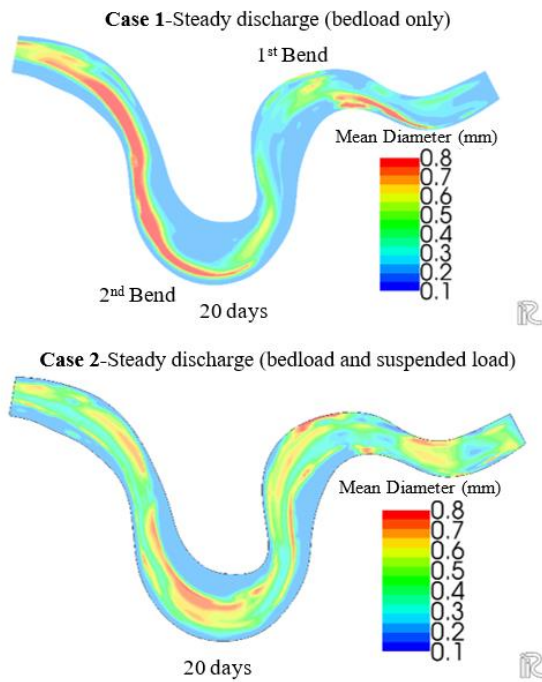 Case 1-Steady discharge (bedload only)
1st Bend
Mean Diameter (mm)
0.8
0.7
0.6
0.5
0.4
0.3
0.2
0.1
2nd Bend
20 days
iR
Case 2-Steady discharge (bedload and suspended load)
Mean Diameter (mm)
0.8
0.7
0.6
0.5
0.4
0.3
0.2
0.1
20 days
iR